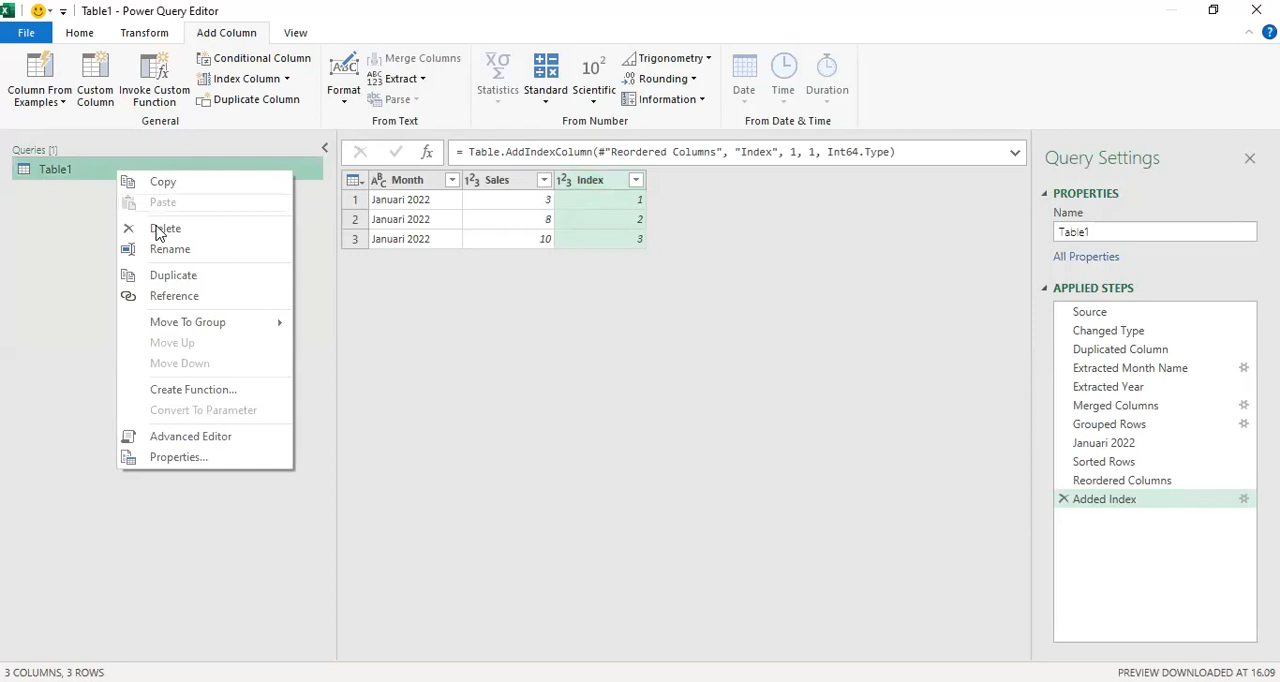 Table1 - Power Query Editor
File Home Transform Add Column View
Column From Examples
Custom Column
Invoke Custom Function
Conditional Column
Index Column
Duplicate Column
General
Format
Merge Columns
Extract
Parse
From Text
Statistics
Standard
Scientific
Trigonometry
Rounding
Information
From Number
Date
Time
Duration
From Date & Time
Queries [1]
Table1
Copy
Paste
Delete
Rename
Duplicate
Reference
Move To Group
Move Up
Move Down
Create Function...
Convert To Parameter
Advanced Editor
Properties...
= Table.AddIndexColumn(#"Reordered Columns", "Index", 1, 1, Int64.Type)
Month Sales Index
1 Januari 2022 3 1
2 Januari 2022 8 2
3 Januari 2022 10 3
Query Settings
PROPERTIES
Name
Table1
All Properties
APPLIED STEPS
Source
Changed Type
Duplicated Column
Extracted Month Name
Extracted Year
Merged Columns
Grouped Rows
Januari 2022
Sorted Rows
Reordered Columns
Added Index
3 COLUMNS, 3 ROWS
PREVIEW DOWNLOADED AT 16.09